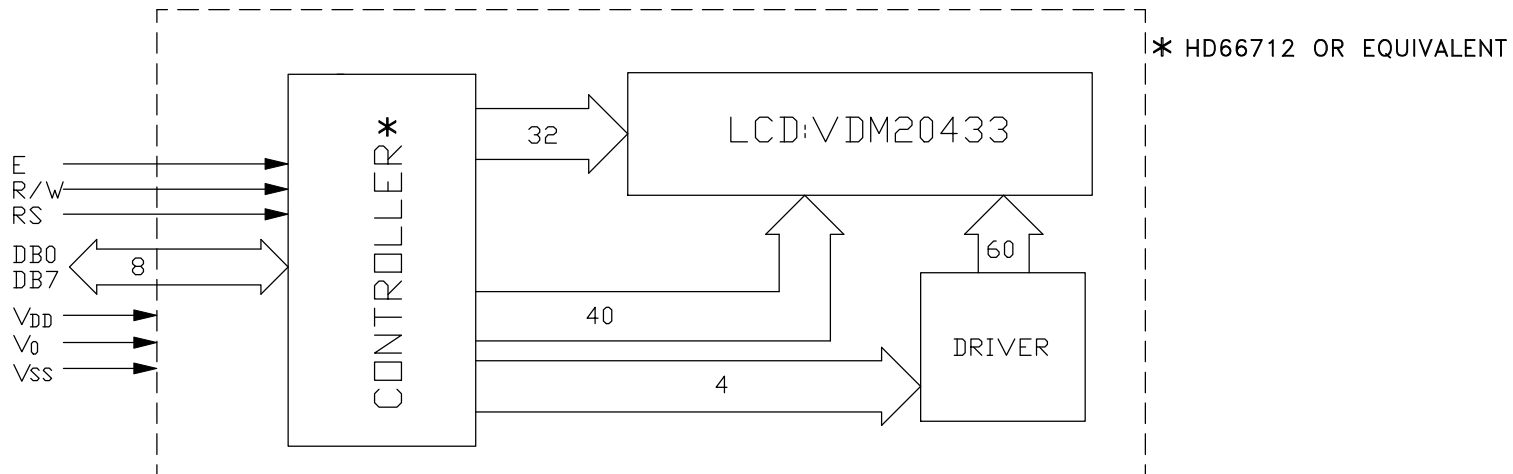 * HD66712 OR EQUIVALENT
LCD:VDM20433
32
CONTROLLER*
E
R/W
RS
DB0
DB7
8
VDD
V0
VSS
40
60
DRIVER
4